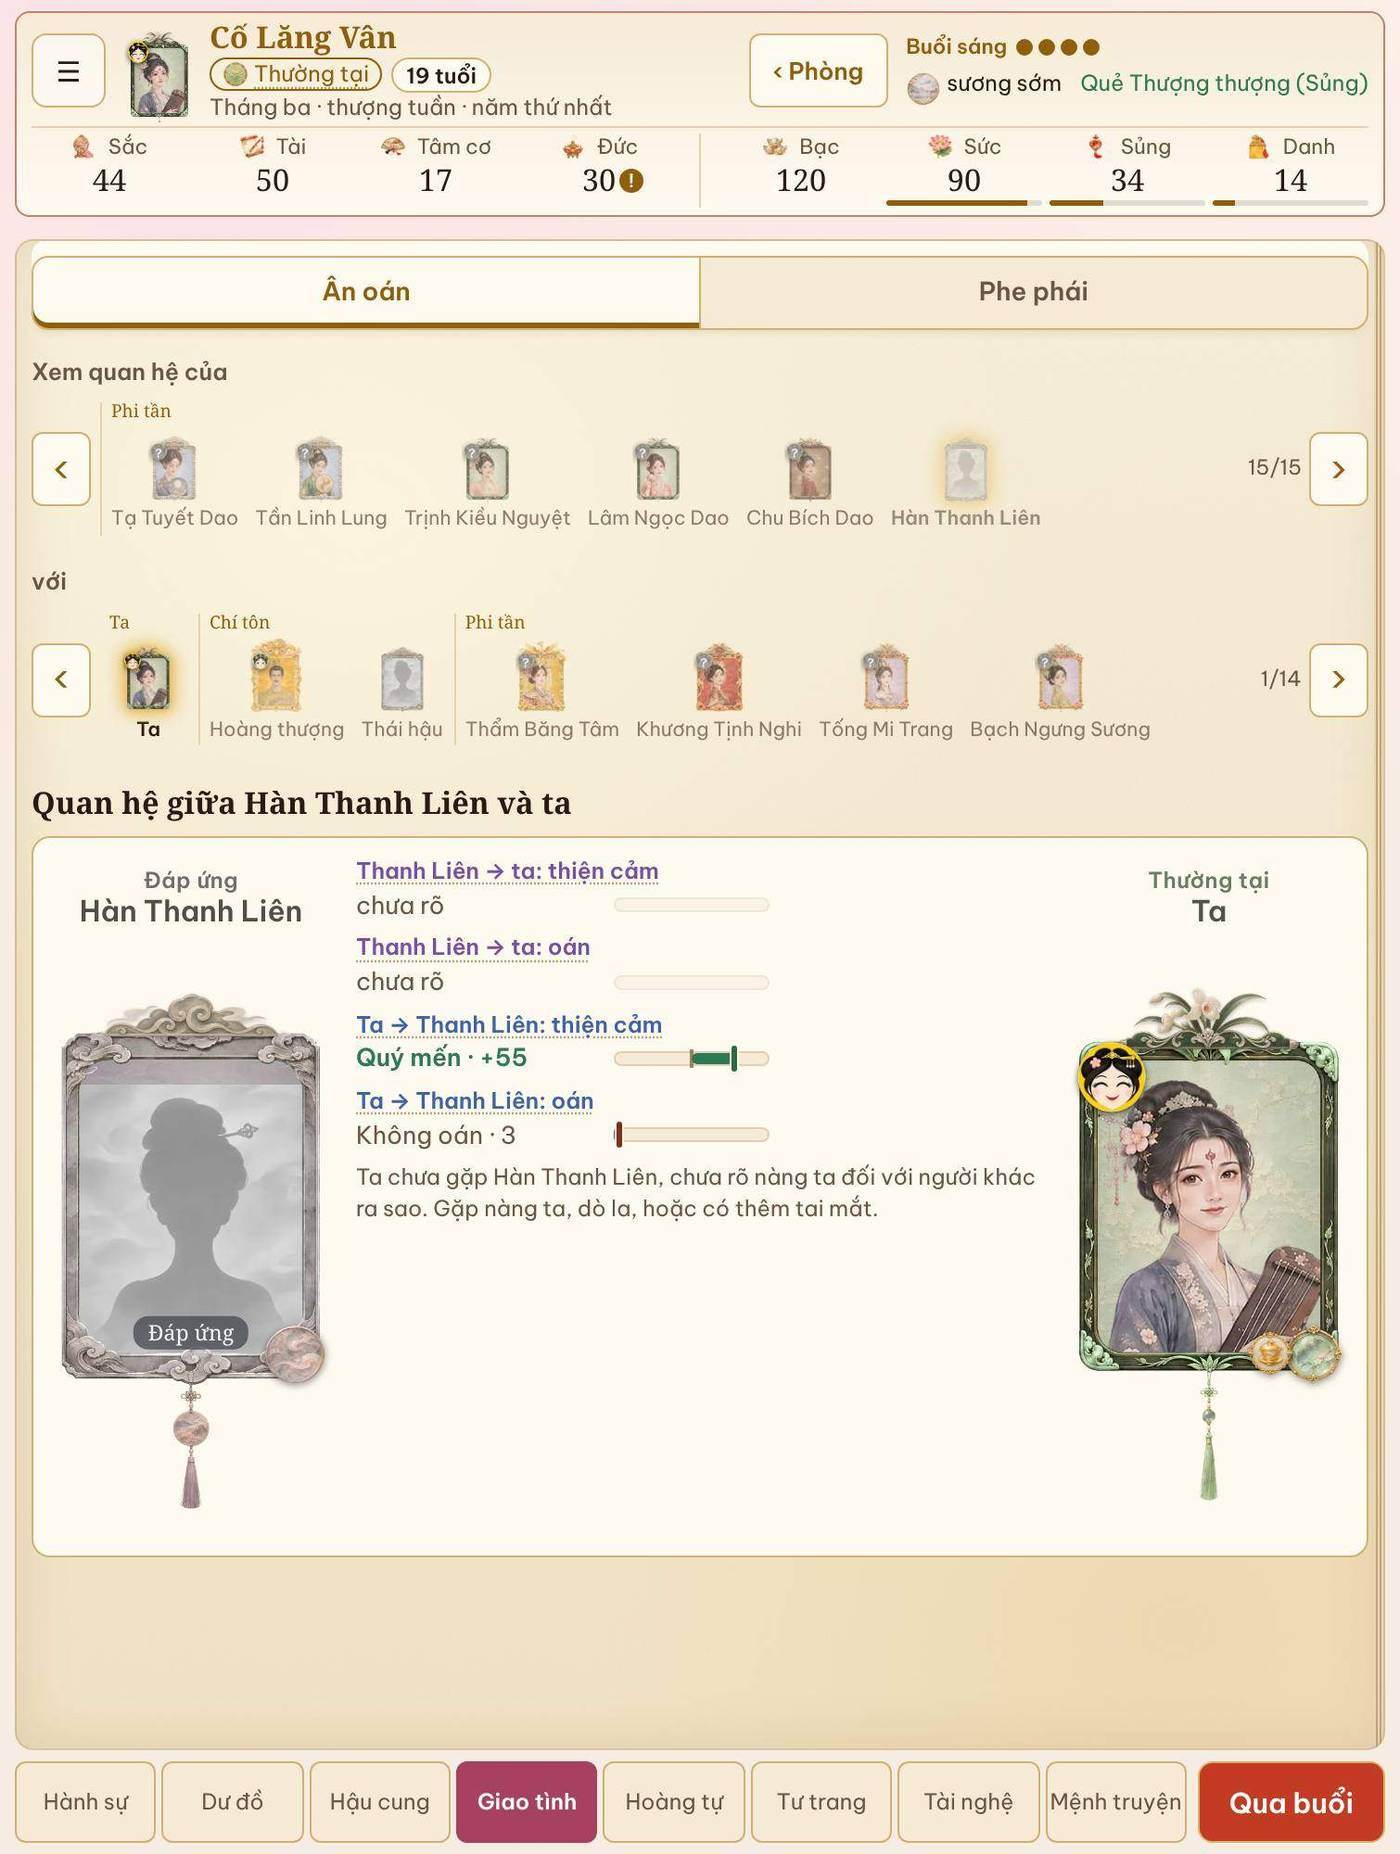 ☰
Cố Lăng Vân
Thường tại
19 tuổi
Tháng ba · thượng tuần · năm thứ nhất
‹ Phòng
Buổi sáng
sương sớm
Quẻ Thượng thượng (Sủng)
Sắc
44
Tài
50
Tâm cơ
17
Đức
30 !
Bạc
120
Sức
90
Sủng
34
Danh
14
Ân oán
Phe phái
Xem quan hệ của
Phi tần
‹
? ? ? ? ?
Tạ Tuyết Dao
Tần Linh Lung
Trịnh Kiều Nguyệt
Lâm Ngọc Dao
Chu Bích Dao
Hàn Thanh Liên
15/15
›
với
Ta
Chí tôn
Phi tần
‹
? ? ? ?
Ta
Hoàng thượng
Thái hậu
Thẩm Băng Tâm
Khương Tịnh Nghi
Tống Mi Trang
Bạch Ngưng Sương
1/14
›
Quan hệ giữa Hàn Thanh Liên và ta
Đáp ứng
Hàn Thanh Liên
Đáp ứng
Thanh Liên → ta: thiện cảm
chưa rõ
Thanh Liên → ta: oán
chưa rõ
Ta → Thanh Liên: thiện cảm
Quý mến · +55
Ta → Thanh Liên: oán
Không oán · 3
Ta chưa gặp Hàn Thanh Liên, chưa rõ nàng ta đối với người khác
ra sao. Gặp nàng ta, dò la, hoặc có thêm tai mắt.
Thường tại
Ta
Hành sự
Dư đồ
Hậu cung
Giao tình
Hoàng tự
Tư trang
Tài nghệ
Mệnh truyện
Qua buổi